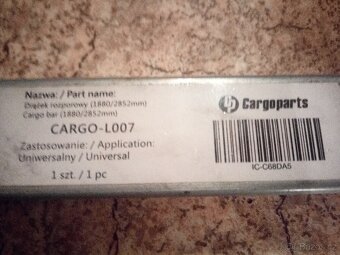 Nazwa: / Part name:
Drążek rozporowy (1880/2852mm)
Cargo bar (1880/2852mm)
CARGO-L007
Zastosowanie: / Application:
Uniwersalny / Universal
1 szt. / 1 pc
Cargoparts
IC-C68DA5